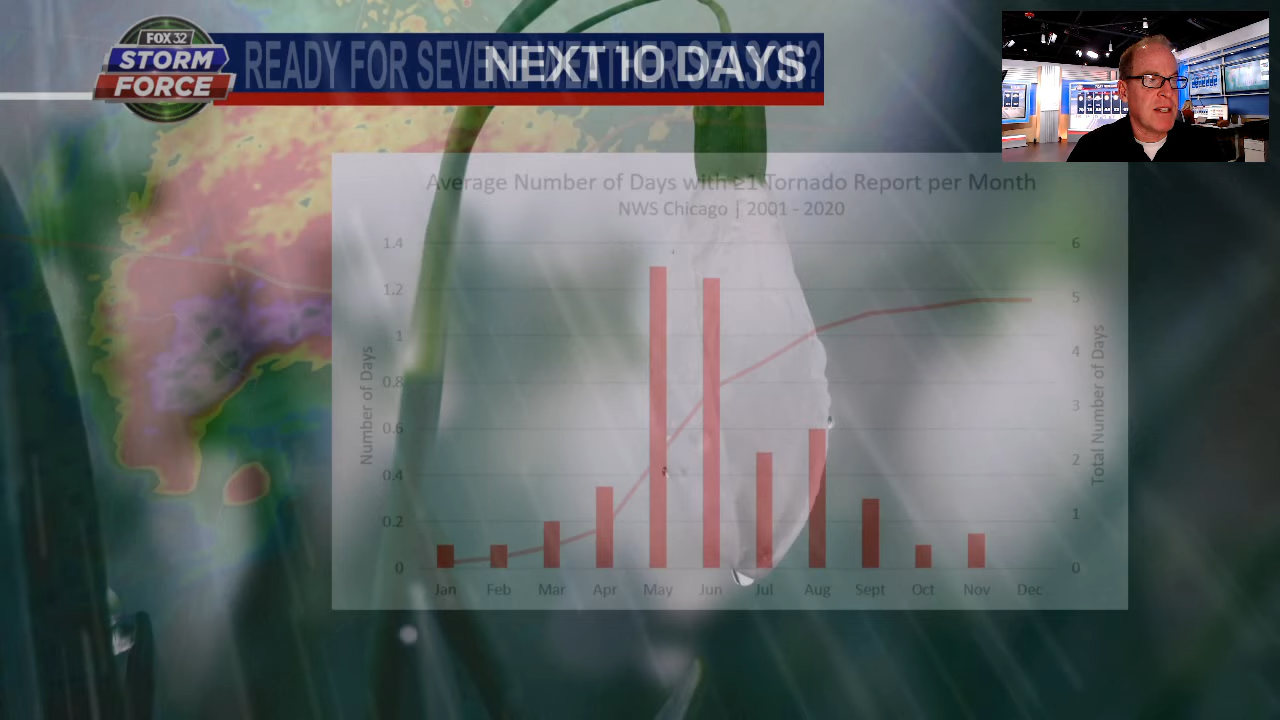 FOX 32
STORM
FORCE
READY FOR SEVERE WEATHER SEASON?
NEXT 10 DAYS
Average Number of Days with ≥1 Tornado Report per Month
NWS Chicago | 2001 - 2020
Number of Days
1.4
1.2
1
0.8
0.6
0.4
0.2
0
6
5
4
3
2
1
0
Total Number of Days
Jan Feb Mar Apr May Jun Jul Aug Sept Oct Nov Dec